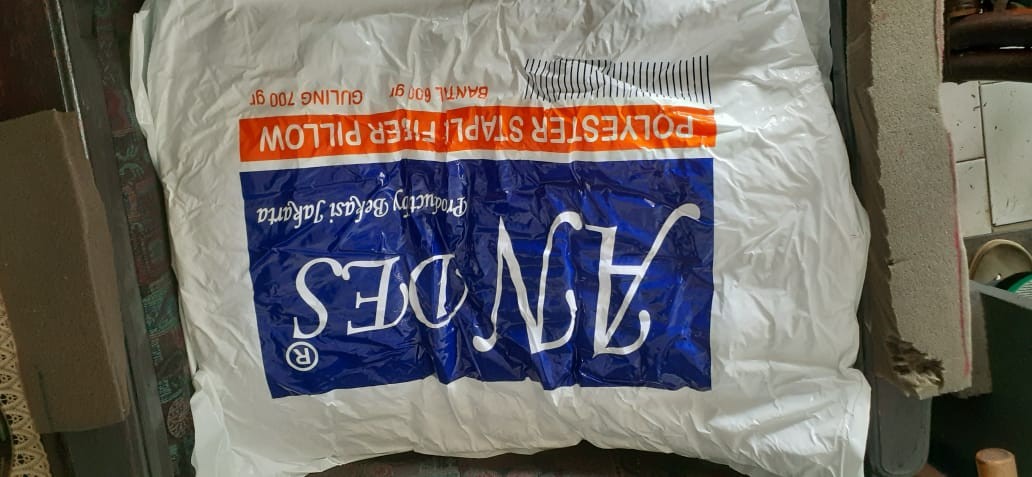 ANDES ®
Product by Bekasi Jakarta
POLYESTER STAPLE FIBER PILLOW
BANTAL 600 gr GULING 700 gr